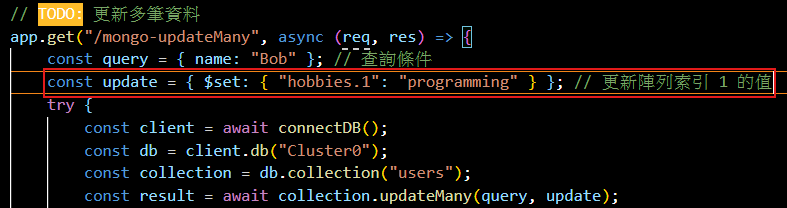 // TODO: 更新多筆資料
app.get("/mongo-updateMany", async (req, res) => {
    const query = { name: "Bob" }; // 查詢條件
    const update = { $set: { "hobbies.1": "programming" } }; // 更新陣列索引 1 的值
    try {
        const client = await connectDB();
        const db = client.db("Cluster0");
        const collection = db.collection("users");
        const result = await collection.updateMany(query, update);